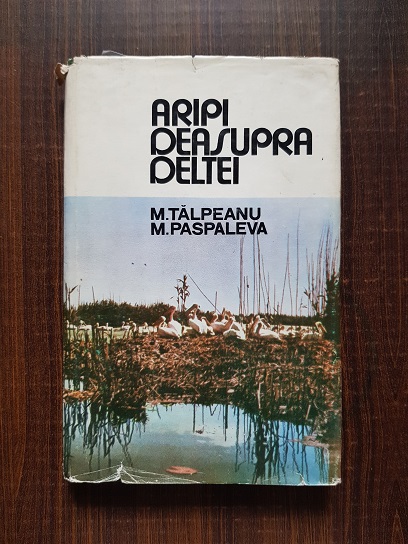 ARIPI
DEASUPRA
DELTEI
M.TĂLPEANU
M.PASPALEVA